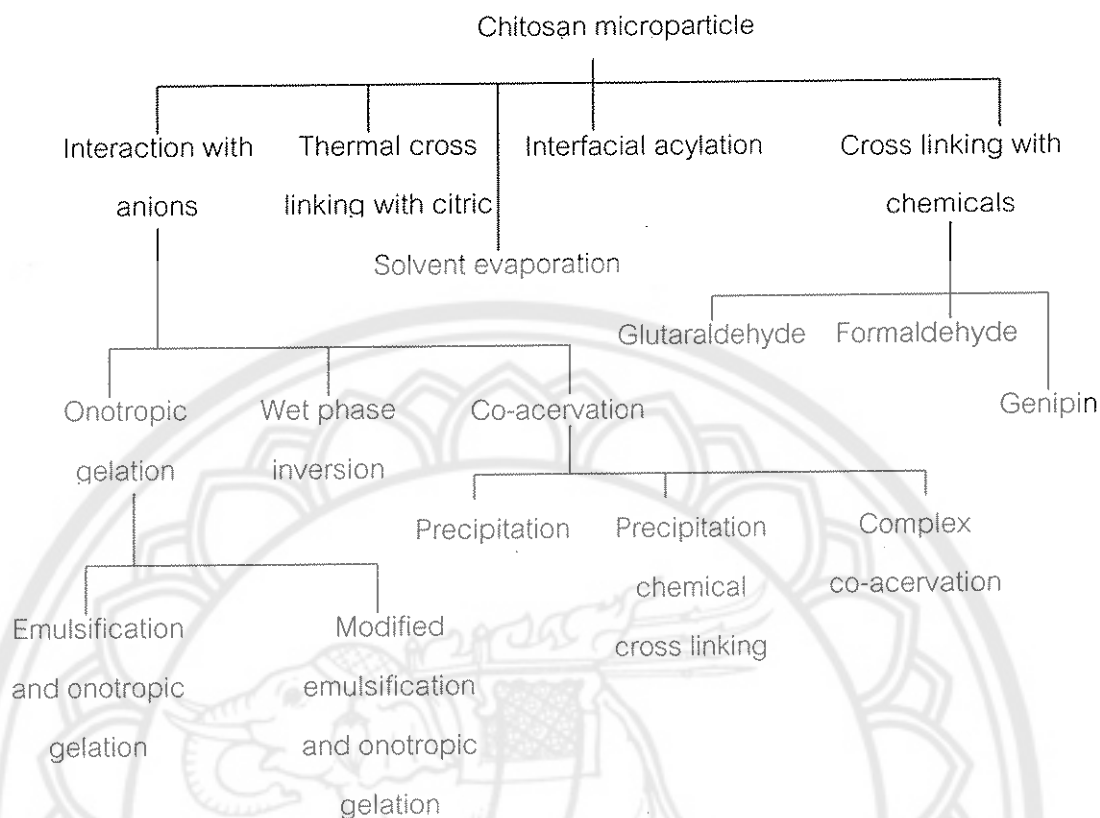 Chitosan microparticle
Interaction with
anions
Thermal cross
linking with citric
Solvent evaporation
Interfacial acylation
Cross linking with
chemicals
Glutaraldehyde
Formaldehyde
Genipin
Onotropic
gelation
Wet phase
inversion
Co-acervation
Precipitation
Precipitation
chemical
cross linking
Complex
co-acervation
Emulsification
and onotropic
gelation
Modified
emulsification
and onotropic
gelation